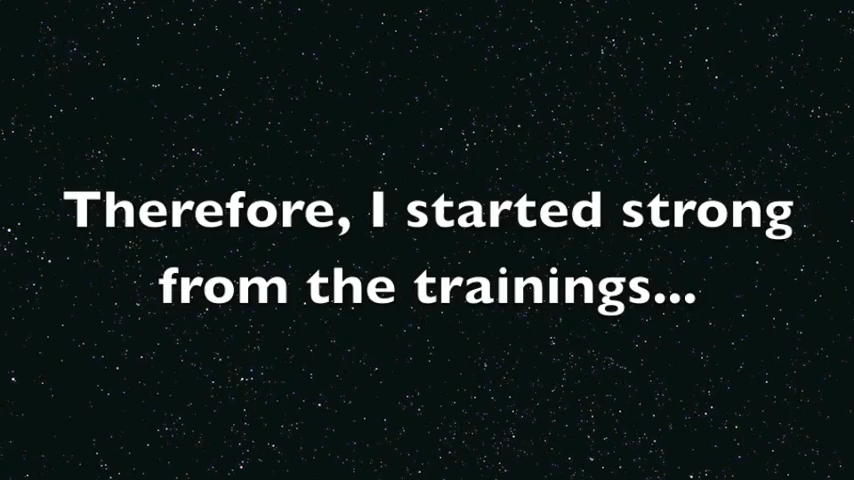 Therefore, I started strong
from the trainings...